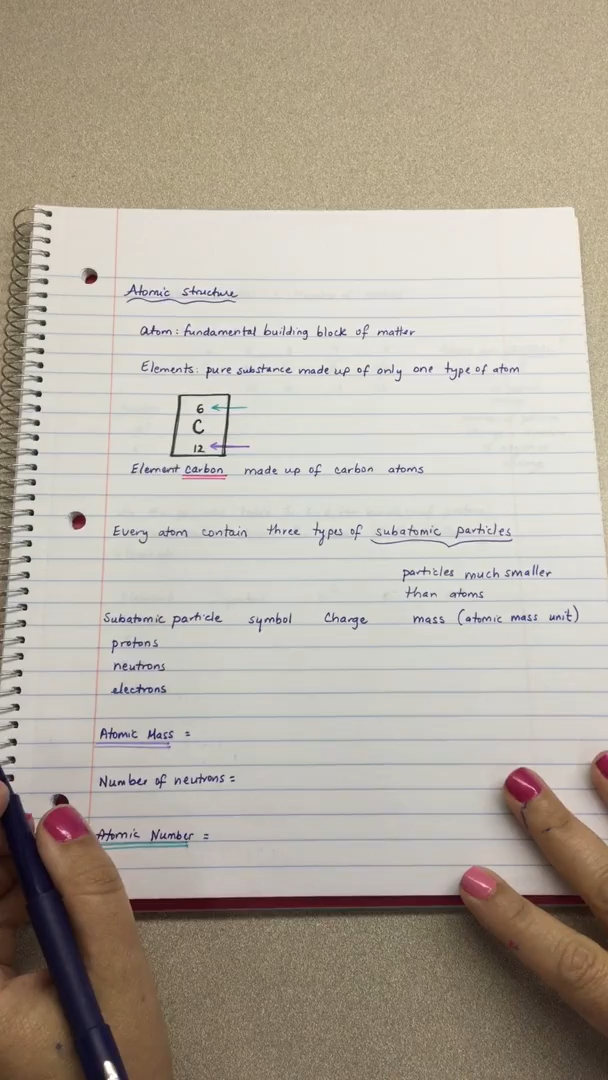 Atomic structure
atom: fundamental building block of matter
Elements: pure substance made up of only one type of atom
6
C
12
Element carbon made up of carbon atoms
Every atom contain three types of subatomic particles
particles much smaller
than atoms
Subatomic particle symbol Charge mass (atomic mass unit)
protons
neutrons
electrons
Atomic Mass =
Number of neutrons =
Atomic Number =